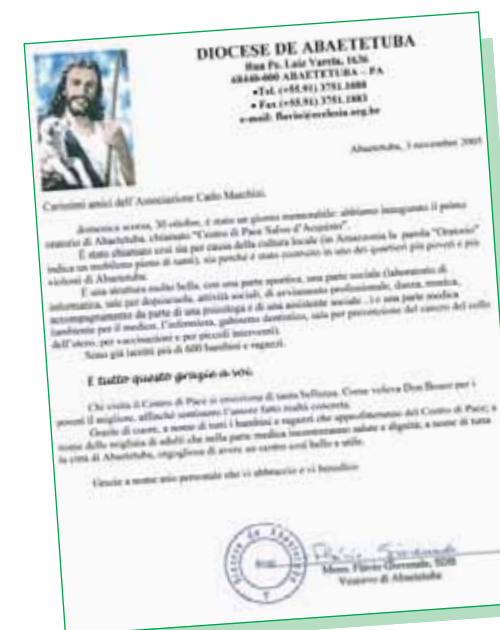 DIOCESE DE ABAETETUBA
Rua Pe. Luiz Varela, 1636
68440-000 ABAETETUBA – PA
•Tel. (+55.91) 3751.1088
• Fax (+55.91) 3751.1883
e-mail: flavio@ecclesia.org.br
Abaetetuba, 3 novembre 2005
Carissimi amici dell'Associazione Carlo Marchini,
domenica scorsa, 30 ottobre, è stato un giorno memorabile: abbiamo inaugurato il primo
oratorio di Abaetetuba, chiamato "Centro di Pace Salvo d'Acquisto".
È stato chiamato così sia per causa della cultura locale (in Amazonia la parola "Oratorio"
indica un mobiletto pieno di santi), sia perché è stato costruito in uno dei quartieri più poveri e più
violenti di Abaetetuba.
È una struttura molto bella, con una parte sportiva, una parte sociale (laboratorio di
informatica, sale per doposcuola, attività sociali, di avviamento professionale, danza, musica,
accompagnamento da parte di una psicologa e di una assistente sociale...) e una parte medica
(ambiente per il medico, l'infermiera, gabinetto dentistico, sala per prevenzione del cancro del collo
dell'utero, per vaccinazioni e per piccoli interventi).
Sono già iscritti più di 600 bambini e ragazzi.
E tutto questo grazie a voi.
Chi visita il Centro di Pace si emoziona di tanta bellezza. Come voleva Don Bosco: per i
poveri il migliore, affinché sentissero l'amore fatto realtà concreta.
Grazie di cuore, a nome di tutti i bambini e ragazzi che approfitteranno del Centro di Pace; a
nome delle migliaia di adulti che nella parte medica incontreranno salute e dignità; a nome di tutta
la città di Abaetetuba, orgogliosa di avere un centro così bello e utile.
Grazie a nome mio personale che vi abbraccio e vi benedico
Diocese de Abaetetuba
Mons. Flávio Giovenale, SDB
Vescovo di Abaetetuba